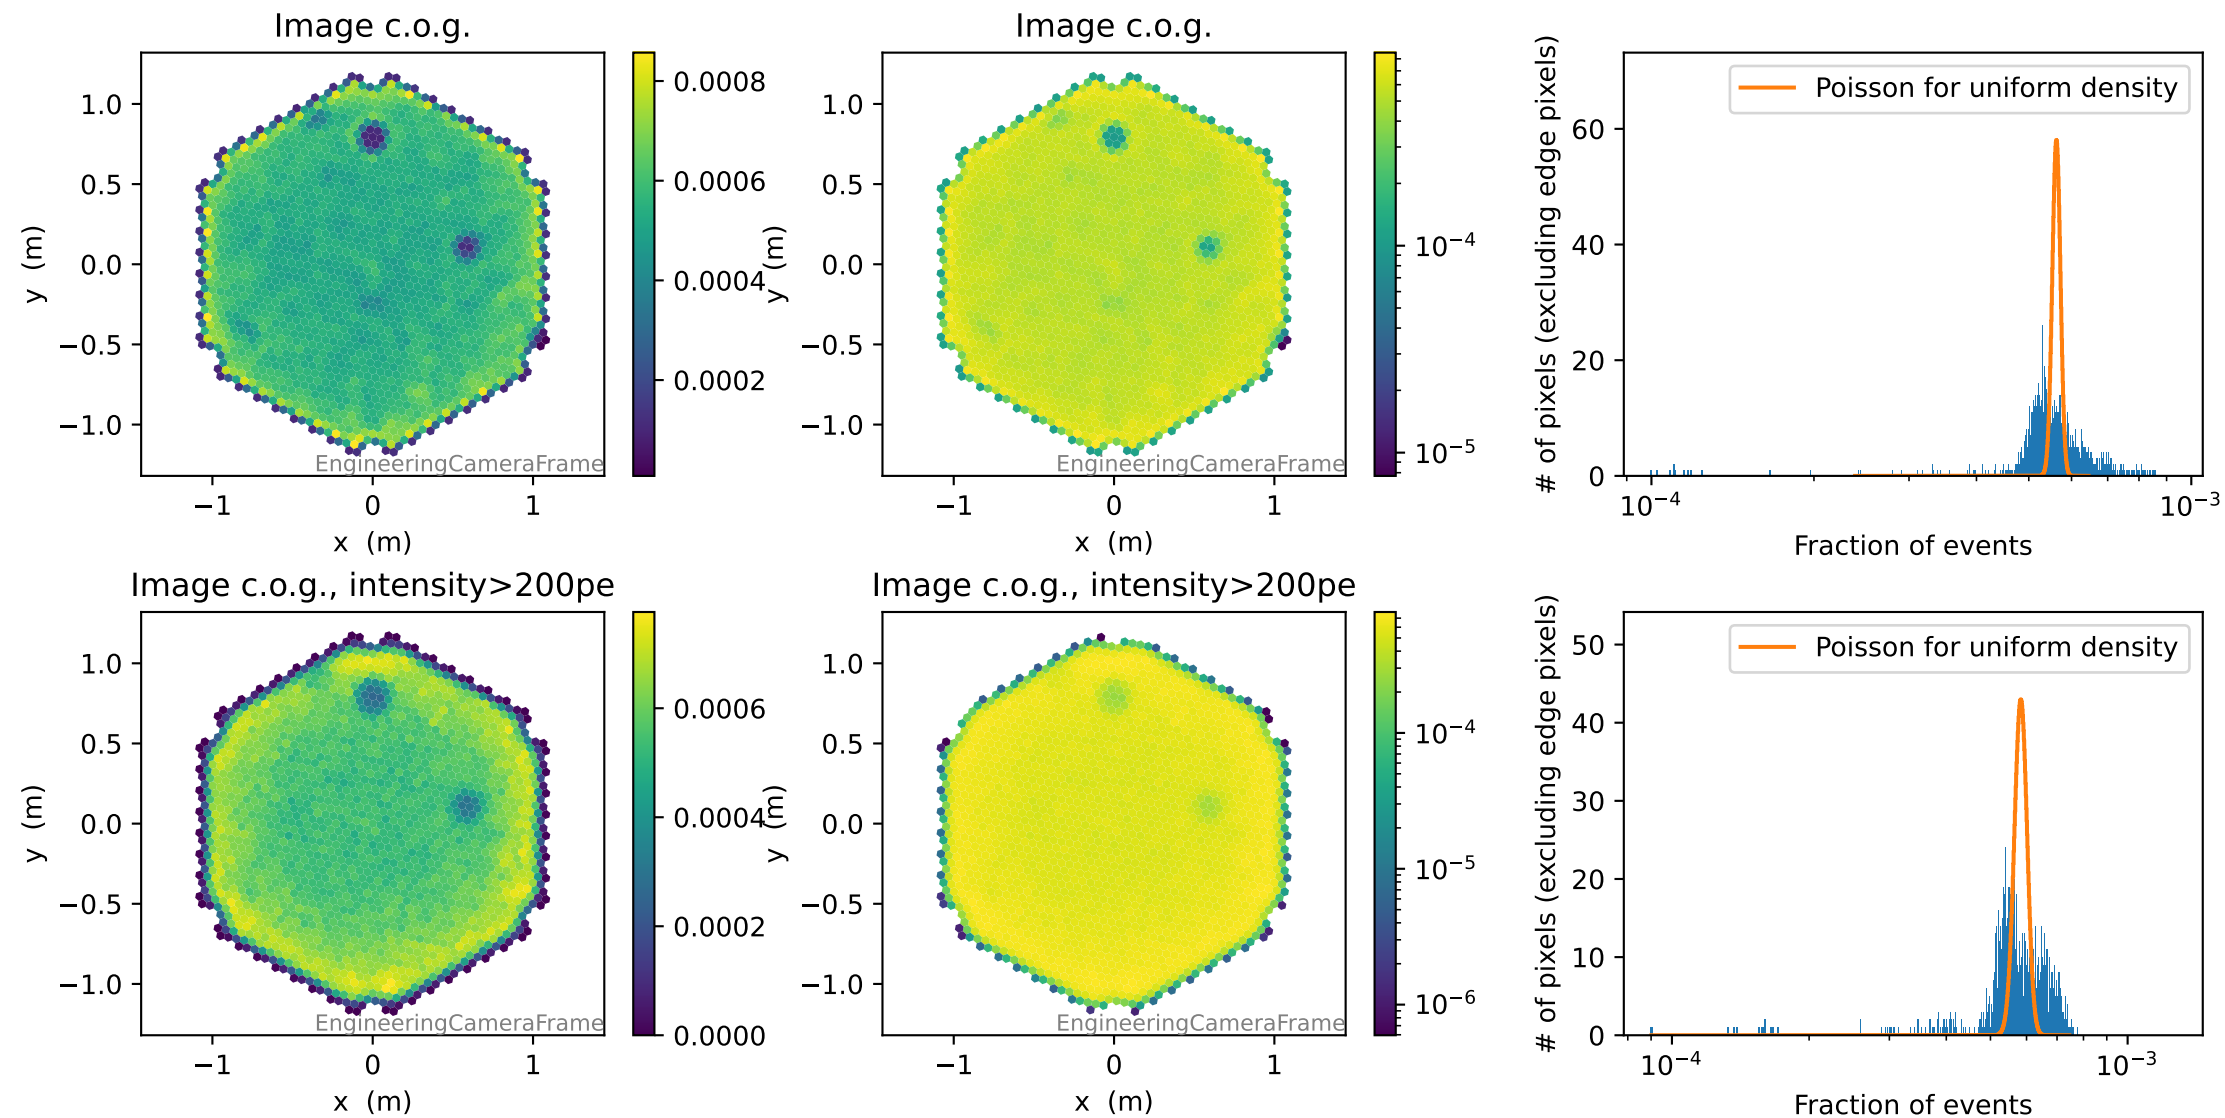 Image c.o.g.
1.0
0.5
0.0
−0.5
−1.0
y (m)
−1
0
1
x (m)
EngineeringCameraFrame
0.0008
0.0006
0.0004
0.0002
Image c.o.g.
1.0
0.5
0.0
−0.5
−1.0
y (m)
−1
0
1
x (m)
EngineeringCameraFrame
10⁻⁴
10⁻⁵
Poisson for uniform density
# of pixels (excluding edge pixels)
60
40
20
0
10⁻⁴
10⁻³
Fraction of events
Image c.o.g., intensity>200pe
1.0
0.5
0.0
−0.5
−1.0
y (m)
−1
0
1
x (m)
EngineeringCameraFrame
0.0006
0.0004
0.0002
0.0000
Image c.o.g., intensity>200pe
1.0
0.5
0.0
−0.5
−1.0
y (m)
−1
0
1
x (m)
EngineeringCameraFrame
10⁻⁴
10⁻⁵
10⁻⁶
Poisson for uniform density
# of pixels (excluding edge pixels)
50
40
30
20
10
0
10⁻⁴
10⁻³
Fraction of events